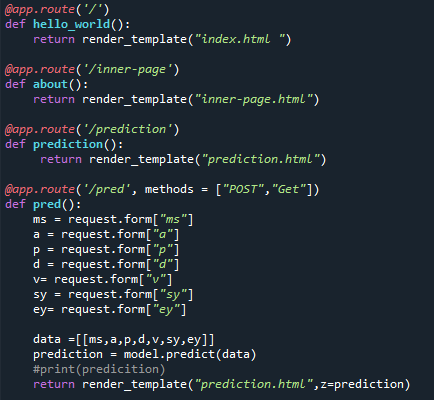 @app.route('/')
def hello_world():
    return render_template("index.html ")
@app.route('/inner-page')
def about():
    return render_template("inner-page.html")
@app.route('/prediction')
def prediction():
     return render_template("prediction.html")
@app.route('/pred', methods = ["POST","Get"])
def pred():
    ms = request.form["ms"]
    a = request.form["a"]
    p = request.form["p"]
    d = request.form["d"]
    v= request.form["v"]
    sy = request.form["sy"]
    ey= request.form["ey"]
    data =[[ms,a,p,d,v,sy,ey]]
    prediction = model.predict(data)
    #print(predicition)
    return render_template("prediction.html",z=prediction)